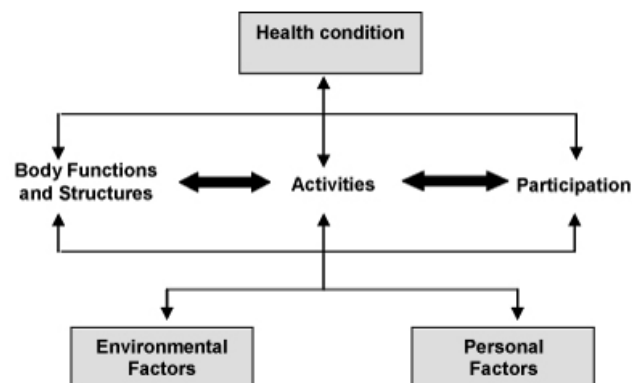 Health condition
Body Functions
and Structures
Activities
Participation
Environmental
Factors
Personal
Factors